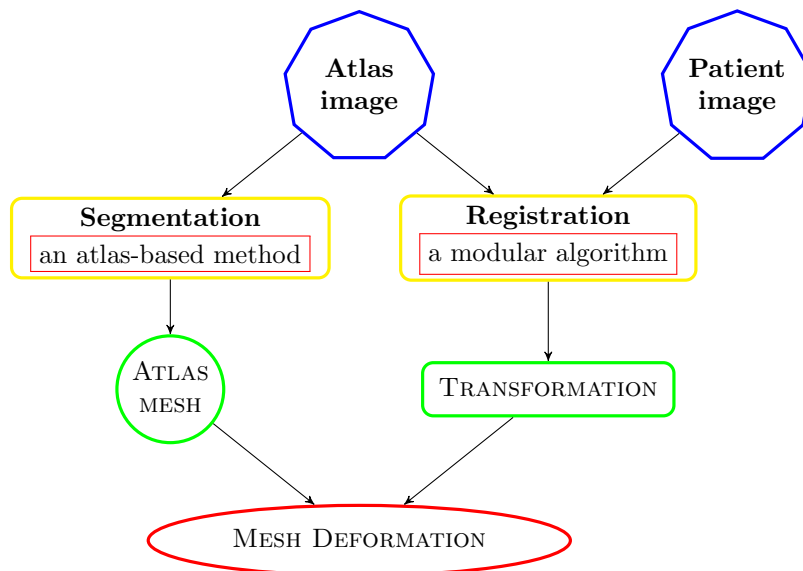 Atlas
image
Patient
image
Segmentation
an atlas-based method
Registration
a modular algorithm
ATLAS
MESH
TRANSFORMATION
MESH DEFORMATION